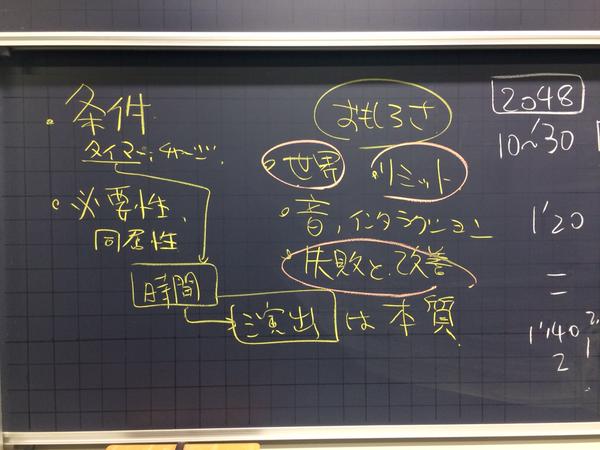 ・条件
タイマー、チャージ、
・必要性、
同居性
時間
おもしろさ
・世界 ・リミット
・音、インタラクション
・失敗と改善
演出は本質
2048
10~'30
1'20
=
1'40
2